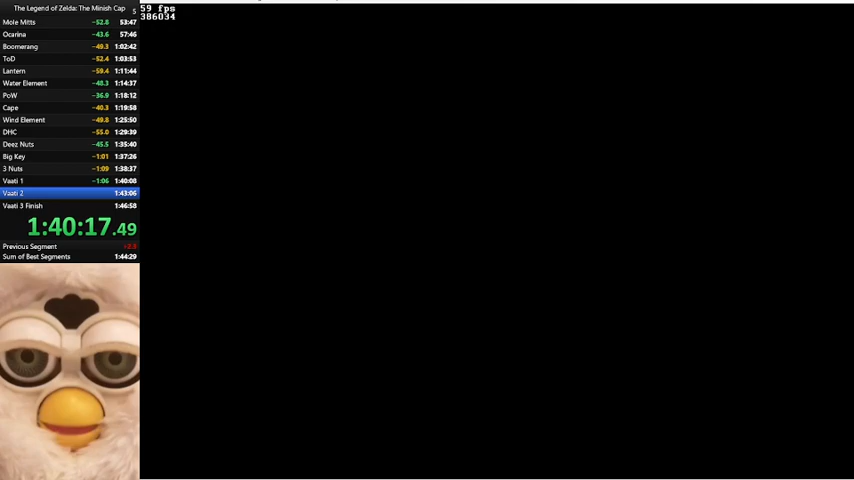 The Legend of Zelda: The Minish Cap
5
Mole Mitts −52.8 53:47
Ocarina −43.6 57:46
Boomerang −49.3 1:02:42
ToD −52.4 1:03:53
Lantern −59.4 1:11:44
Water Element −48.3 1:14:37
PoW −36.9 1:18:12
Cape −40.3 1:19:58
Wind Element −49.8 1:25:50
DHC −55.0 1:29:39
Deez Nuts −45.5 1:35:40
Big Key −1:01 1:37:26
3 Nuts −1:09 1:38:37
Vaati 1 −1:06 1:40:08
Vaati 2 1:43:06
Vaati 3 Finish 1:46:58
1:40:17.49
Previous Segment +2.9
Sum of Best Segments 1:44:29
59 fps
386034